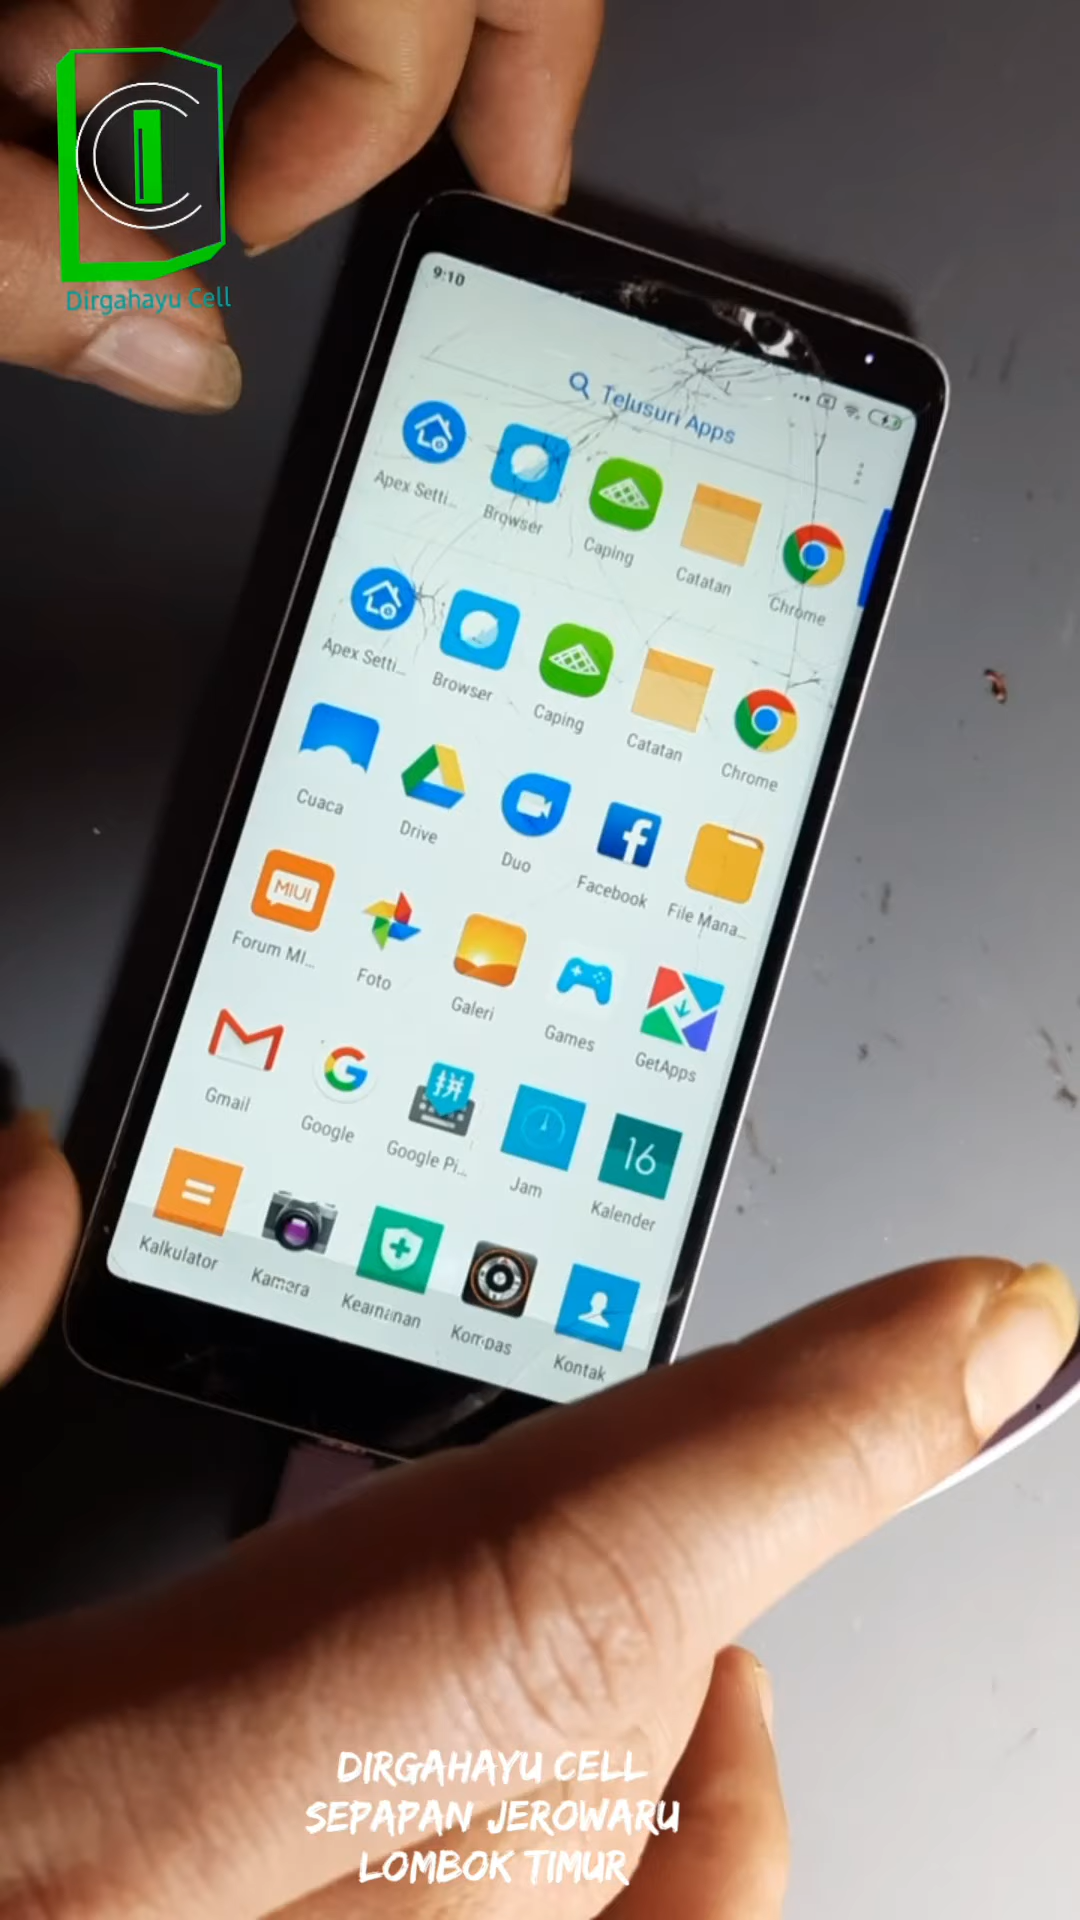 Dirgahayu Cell
9:10
Telusuri Apps
Apex Setti...
Browser
Caping
Catatan
Chrome
Apex Setti...
Browser
Caping
Catatan
Chrome
Cuaca
Drive
Duo
Facebook
File Mana...
MIUI
Forum MI...
Foto
Galeri
Games
GetApps
Gmail
Google
拼
Google Pi...
Jam
16
Kalender
Kalkulator
Kamera
Keamanan
Kompas
Kontak
DIRGAHAYU CELL
SEPAPAN JEROWARU
LOMBOK TIMUR